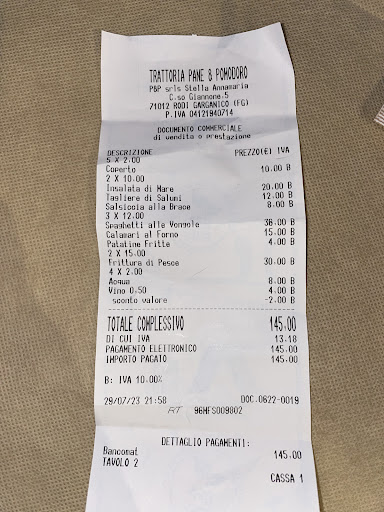 TRATTORIA PANE & POMODORO
P&P srls Stella Annamaria
C.so Giannone,5
71012 RODI GARGANICO (FG)
P.IVA 04121940714
DOCUMENTO COMMERCIALE
di vendita o prestazione
DESCRIZIONE PREZZO(€) IVA
5 X 2.00
Coperto 10.00 B
2 X 10.00
Insalata di Mare 20.00 B
Tagliere di Salumi 12.00 B
Salsiccia alla Brace 8.00 B
3 X 12.00
Spaghetti alle Vongole 36.00 B
Calamari al Forno 15.00 B
Patatine Fritte 4.00 B
2 X 15.00
Frittura di Pesce 30.00 B
4 X 2.00
Acqua 8.00 B
Vino 0,50 4.00 B
sconto valore -2.00 B
TOTALE COMPLESSIVO 145.00
DI CUI IVA 13.18
PAGAMENTO ELETTRONICO 145.00
IMPORTO PAGATO 145.00
B: IVA 10.00%
29/07/23 21:58 DOC.0622-0019
RT 96HFS009802
DETTAGLIO PAGAMENTI:
Bancomat 145.00
TAVOLO 2
CASSA 1